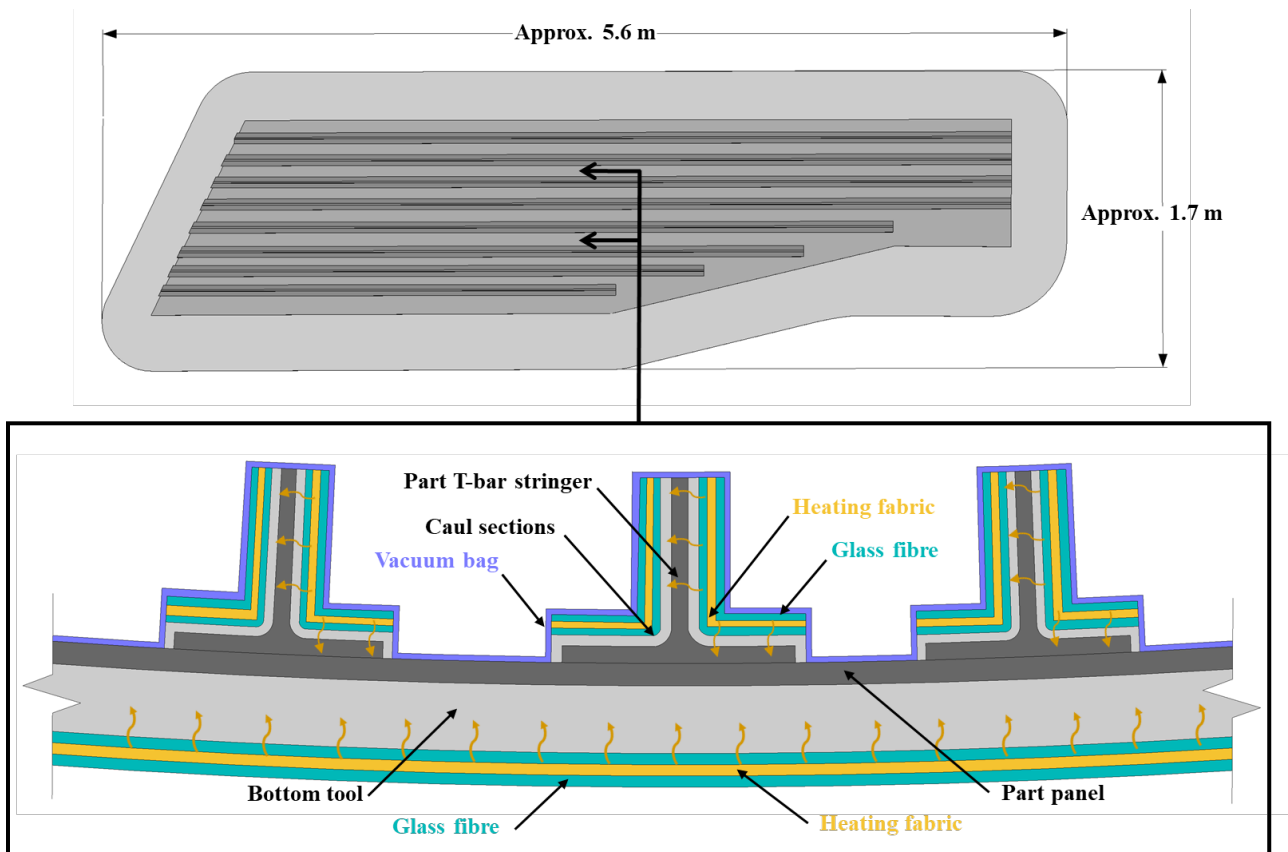 Approx. 5.6 m
Approx. 1.7 m
Part T-bar stringer
Heating fabric
Caul sections
Glass fibre
Vacuum bag
Bottom tool
Part panel
Glass fibre
Heating fabric